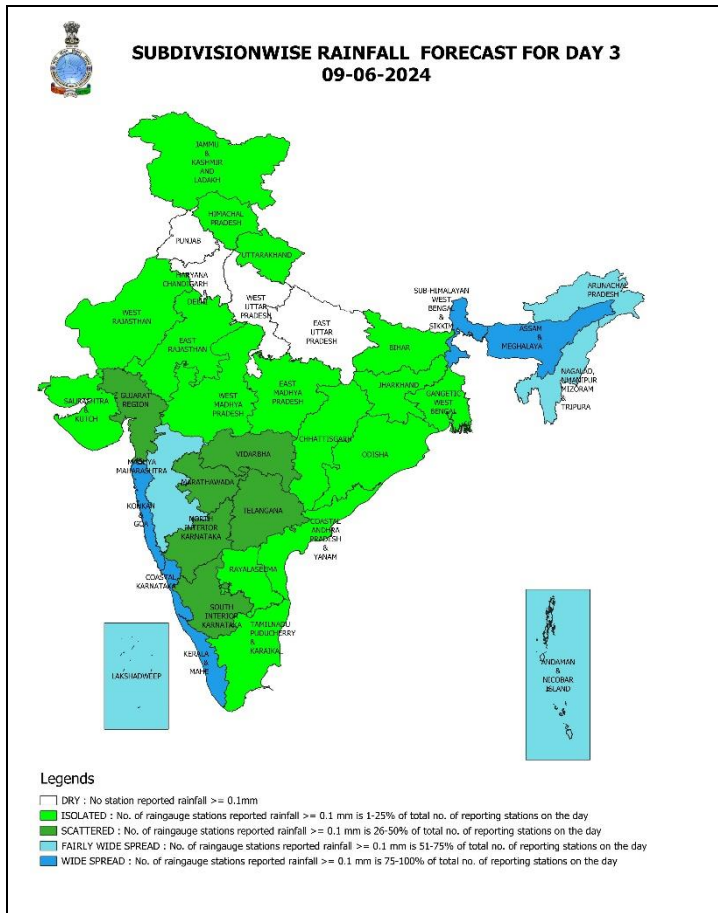 SUBDIVISIONWISE RAINFALL FORECAST FOR DAY 3
09-06-2024
JAMMU
&
KASHMIR
AND
LADAKH
HIMACHAL
PRADESH
PUNJAB
UTTARAKHAND
HARYANA
CHANDIGARH
&
DELHI
WEST
UTTAR
PRADESH
EAST
UTTAR
PRADESH
SUB-HIMALAYAN
WEST
BENGAL
&
SIKKIM
ARUNACHAL
PRADESH
ASSAM
&
MEGHALAYA
NAGALAD,
MIZORAM
&
TRIPURA
WEST
RAJASTHAN
EAST
RAJASTHAN
BIHAR
JHARKHAND
GANGETIC
WEST
BENGAL
WEST
MADHYA
PRADESH
EAST
MADHYA
PRADESH
GUJARAT
REGION
SAURASHTRA
&
KUTCH
CHHATTISGARH
ODISHA
VIDARBHA
MADHYA
MAHARASHTRA
MARATHAWADA
KONKAN
&
GOA
TELANGANA
NORTH
INTERIOR
KARNATAKA
COASTAL
ANDHRA
PRADESH
&
YANAM
RAYALASEEMA
COASTAL
KARNATAKA
SOUTH
INTERIOR
KARNATAKA
TAMILNADU
PUDUCHERRY
&
KARAIKAL
KERALA
&
MAHE
LAKSHADWEEP
ANDAMAN
&
NICOBAR
ISLAND
Legends
DRY : No station reported rainfall >= 0.1mm
ISOLATED : No. of raingauge stations reported rainfall >= 0.1 mm is 1-25% of total no. of reporting stations on the day
SCATTERED : No. of raingauge stations reported rainfall >= 0.1 mm is 26-50% of total no. of reporting stations on the day
FAIRLY WIDE SPREAD : No. of raingauge stations reported rainfall >= 0.1 mm is 51-75% of total no. of reporting stations on the day
WIDE SPREAD : No. of raingauge stations reported rainfall >= 0.1 mm is 75-100% of total no. of reporting stations on the day